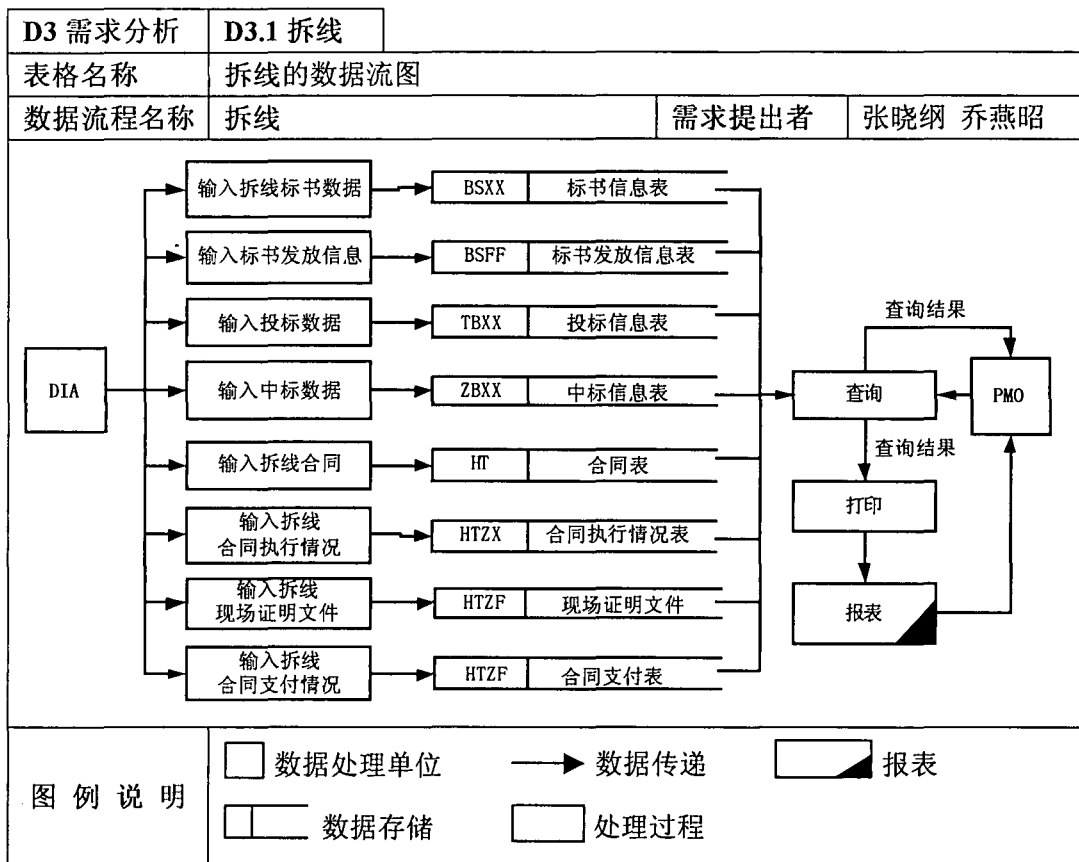 D3 需求分析 D3.1 拆线
表格名称 拆线的数据流图
数据流程名称 拆线 需求提出者 张晓纲 乔燕昭
输入拆线标书数据 BSXX 标书信息表
输入标书发放信息 BSFF 标书发放信息表
输入投标数据 TBXX 投标信息表
查询结果
DIA 输入中标数据 ZBXX 中标信息表 查询 PMO
查询结果
输入拆线合同 HT 合同表
打印
输入拆线
合同执行情况 HTZX 合同执行情况表
输入拆线
现场证明文件 HTZF 现场证明文件
报表
输入拆线
合同支付情况 HTZF 合同支付表
图例说明
数据处理单位 数据传递 报表
数据存储 处理过程